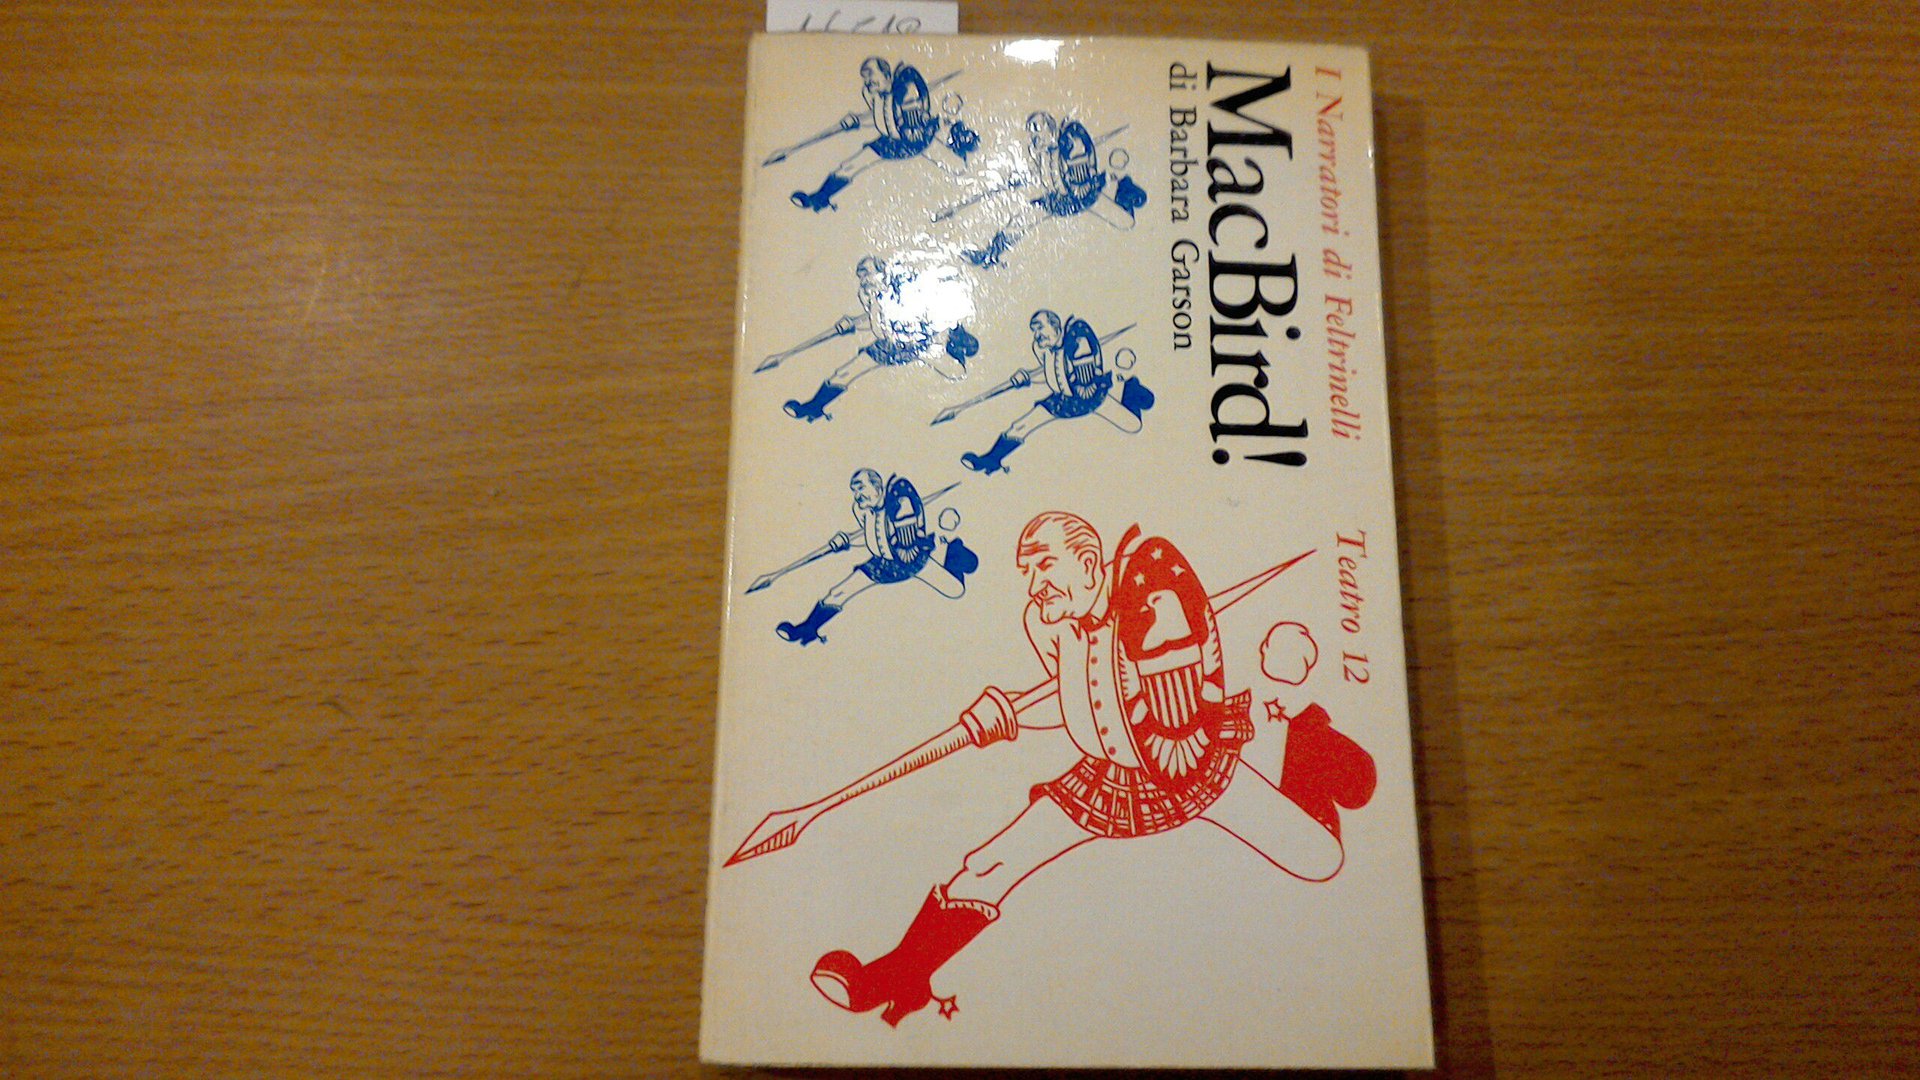 I Narratori di Feltrinelli Teatro 12
MacBird!
di Barbara Garson